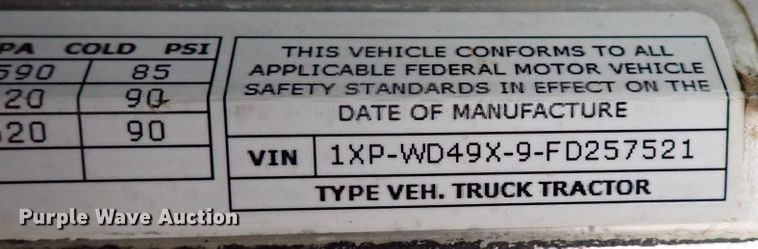 PA COLD PSI
590 85
20 90
520 90
THIS VEHICLE CONFORMS TO ALL
APPLICABLE FEDERAL MOTOR VEHICLE
SAFETY STANDARDS IN EFFECT ON THE
DATE OF MANUFACTURE
VIN 1XP-WD49X-9-FD257521
TYPE VEH. TRUCK TRACTOR
Purple Wave Auction